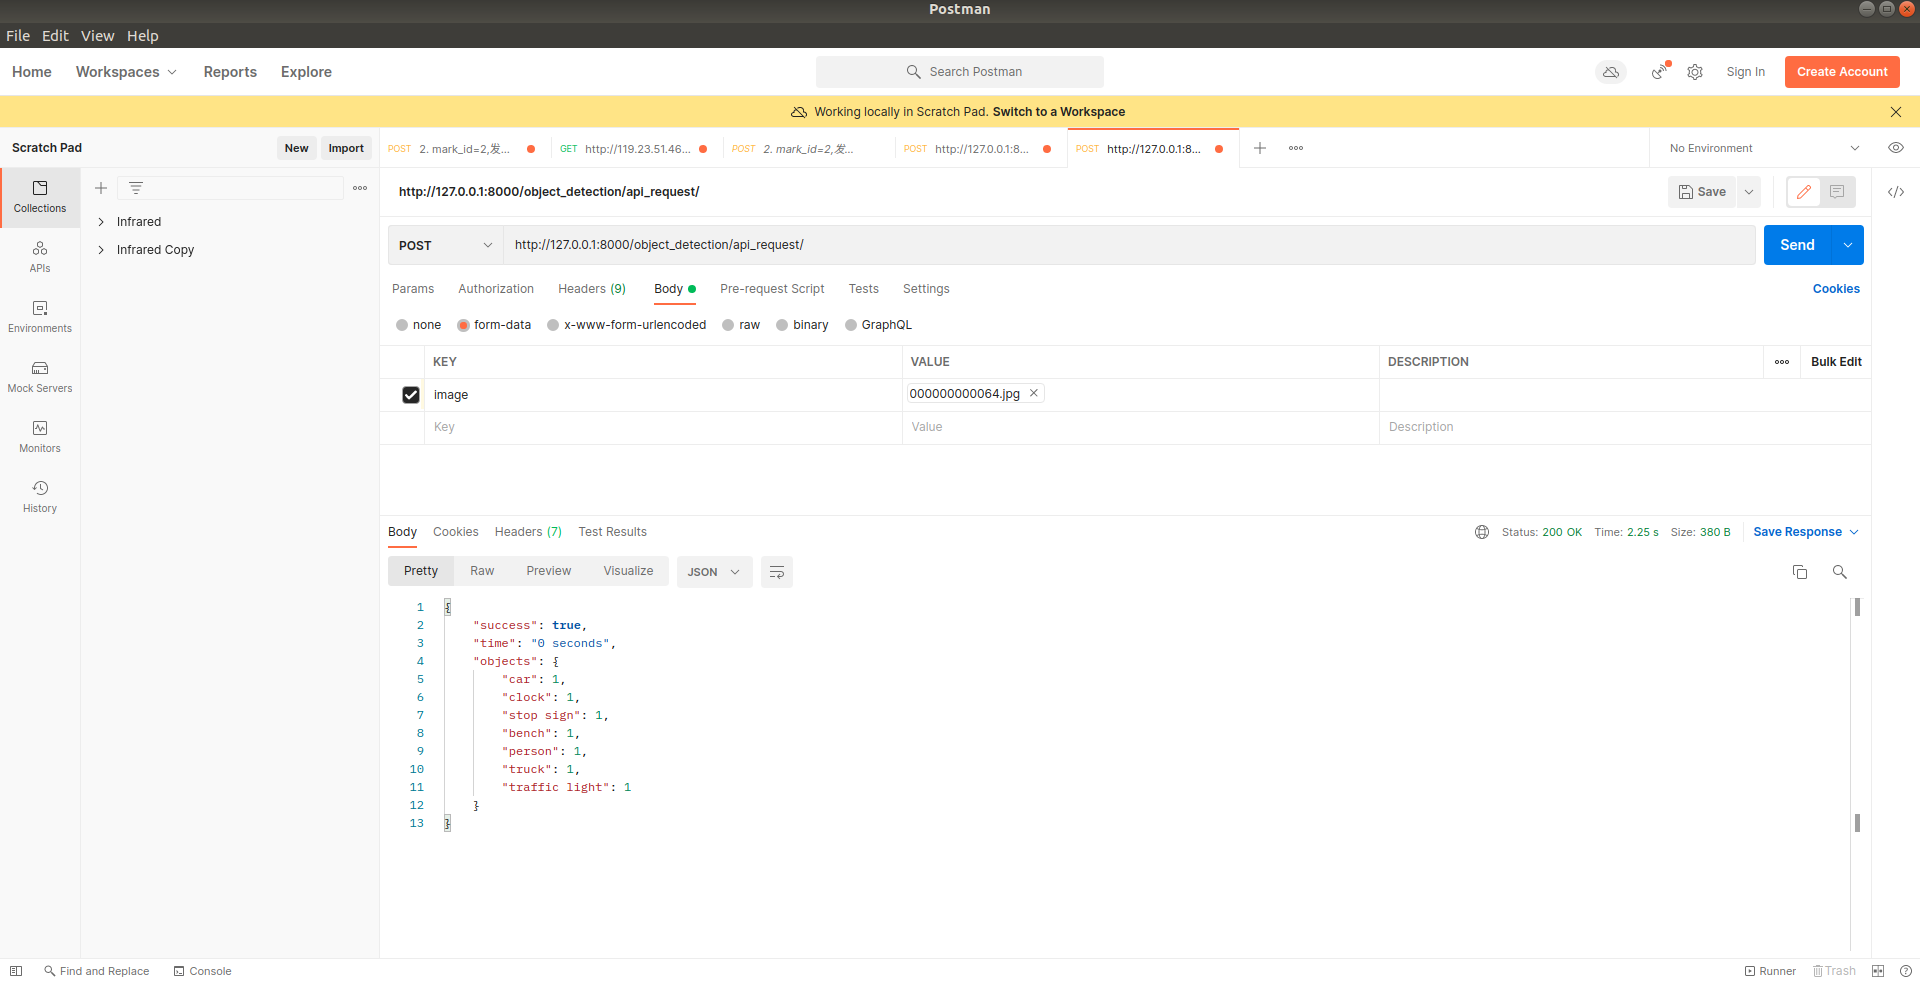 Postman
File Edit View Help
Home Workspaces Reports Explore
Search Postman
Sign In
Create Account
Working locally in Scratch Pad. Switch to a Workspace
Scratch Pad
New
Import
POST 2. mark_id=2,发...
GET http://119.23.51.46...
POST 2. mark_id=2,发...
POST http://127.0.0.1:8...
POST http://127.0.0.1:8...
No Environment
Collections
APIs
Environments
Mock Servers
Monitors
History
Infrared
Infrared Copy
http://127.0.0.1:8000/object_detection/api_request/
Save
POST
http://127.0.0.1:8000/object_detection/api_request/
Send
Params Authorization Headers (9) Body Pre-request Script Tests Settings
Cookies
none form-data x-www-form-urlencoded raw binary GraphQL
KEY VALUE DESCRIPTION Bulk Edit
image 000000000064.jpg
Key Value Description
Body Cookies Headers (7) Test Results
Status: 200 OK Time: 2.25 s Size: 380 B
Save Response
Pretty Raw Preview Visualize JSON
1 {
2 "success": true,
3 "time": "0 seconds",
4 "objects": {
5 "car": 1,
6 "clock": 1,
7 "stop sign": 1,
8 "bench": 1,
9 "person": 1,
10 "truck": 1,
11 "traffic light": 1
12 }
13 }
Find and Replace Console
Runner Trash